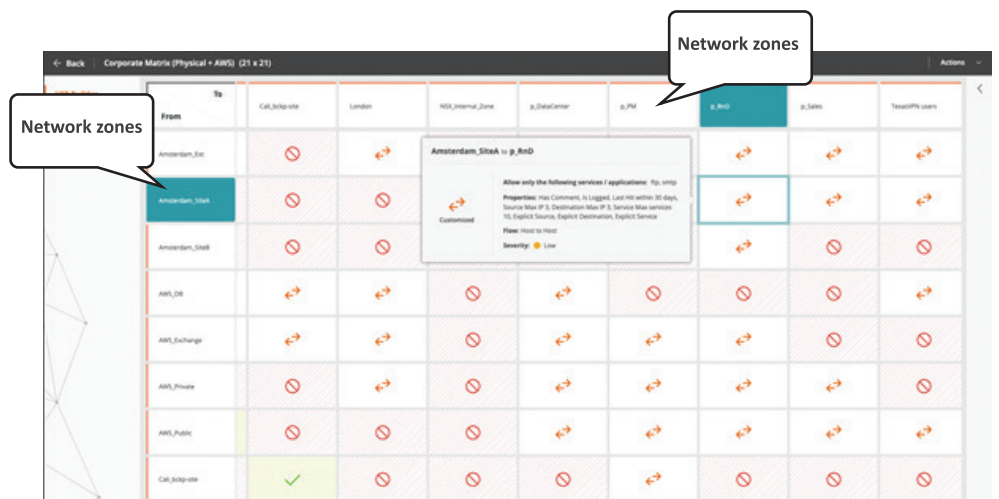 Network zones
← Back Corporate Matrix (Physical + AWS) (21 x 21) Actions
Network zones
To
From
Cali_bckp-site London NSX_Internal_Zone p_DataCenter p_PM p_RnD p_Sales TexasVPN users
Amsterdam_Ext
Amsterdam_SiteA
Amsterdam_SiteB
AWS_DB
AWS_Exchange
AWS_Private
AWS_Public
Cali_bckp-site
Amsterdam_SiteA to p_RnD
Customized
Allow only the following services / applications: ftp, smtp
Properties: Has Comment, Is Logged, Last Hit within 30 days,
Source Max IP 5, Destination Max IP 3, Service Max services
10, Explicit Source, Explicit Destination, Explicit Service
Flow: Host to Host
Severity: Low